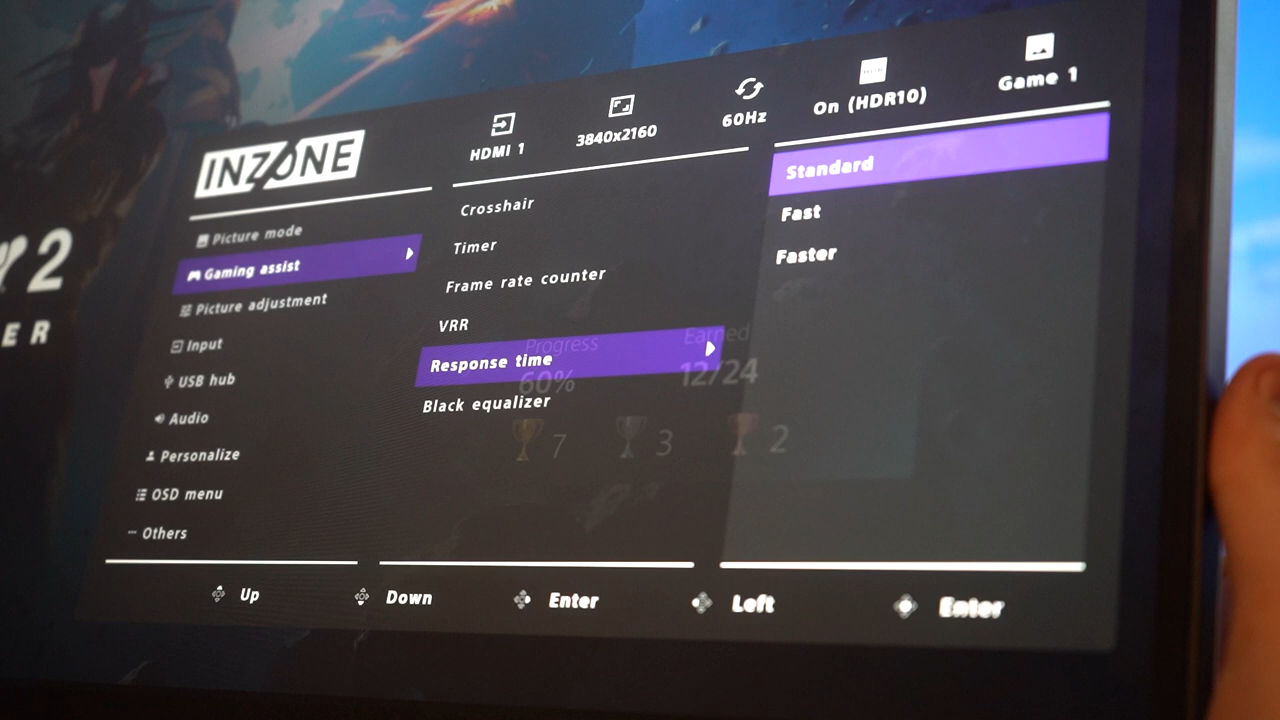 INZONE
HDMI 1
3840x2160
60Hz
On (HDR10)
Game 1
Picture mode
Gaming assist
Picture adjustment
Input
USB hub
Audio
Personalize
OSD menu
Others
Crosshair
Timer
Frame rate counter
VRR
Response time
Black equalizer
Standard
Fast
Faster
Progress
60%
Earned
12/24
7
3
2
2
ER
Up
Down
Enter
Left
Enter